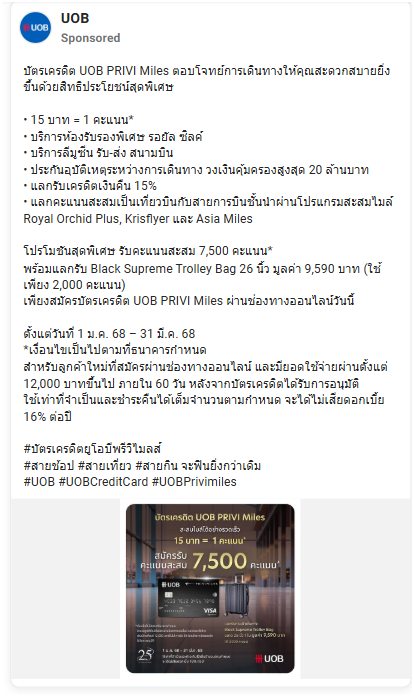 UOB
Sponsored
บัตรเครดิต UOB PRIVI Miles ตอบโจทย์การเดินทางให้คุณสะดวกสบายยิ่ง
ขึ้นด้วยสิทธิประโยชน์สุดพิเศษ
• 15 บาท = 1 คะแนน*
• บริการห้องรับรองพิเศษ รอยัล ซิลค์
• บริการลีมูซีน รับ-ส่ง สนามบิน
• ประกันอุบัติเหตุระหว่างการเดินทาง วงเงินคุ้มครองสูงสุด 20 ล้านบาท
• แลกรับเครดิตเงินคืน 15%
• แลกคะแนนสะสมเป็นเที่ยวบินกับสายการบินชั้นนำผ่านโปรแกรมสะสมไมล์
Royal Orchid Plus, Krisflyer และ Asia Miles
โปรโมชันสุดพิเศษ รับคะแนนสะสม 7,500 คะแนน*
พร้อมแลกรับ Black Supreme Trolley Bag 26 นิ้ว มูลค่า 9,590 บาท (ใช้
เพียง 2,000 คะแนน)
เพียงสมัครบัตรเครดิต UOB PRIVI Miles ผ่านช่องทางออนไลน์วันนี้
ตั้งแต่วันที่ 1 ม.ค. 68 – 31 มี.ค. 68
*เงื่อนไขเป็นไปตามที่ธนาคารกำหนด
สำหรับลูกค้าใหม่ที่สมัครผ่านช่องทางออนไลน์ และมียอดใช้จ่ายผ่านตั้งแต่
12,000 บาทขึ้นไป ภายใน 60 วัน หลังจากบัตรเครดิตได้รับการอนุมัติ
ใช้เท่าที่จำเป็นและชำระคืนได้เต็มจำนวนตามกำหนด จะได้ไม่เสียดอกเบี้ย
16% ต่อปี
#บัตรเครดิตยูโอบีพรีวีไมลส์
#สายช้อป #สายเที่ยว #สายกิน จะฟินยิ่งกว่าเดิม
#UOB #UOBCreditCard #UOBPrivimiles
บัตรเครดิต UOB PRIVI Miles
สะสมไมล์ได้อย่างรวดเร็ว
15 บาท = 1 คะแนน*
สมัครรับ
คะแนนสะสม 7,500 คะแนน*
UOB
VISA
Black Supreme Trolley Bag
25
1 ม.ค. 68 - 31 มี.ค. 68
UOB